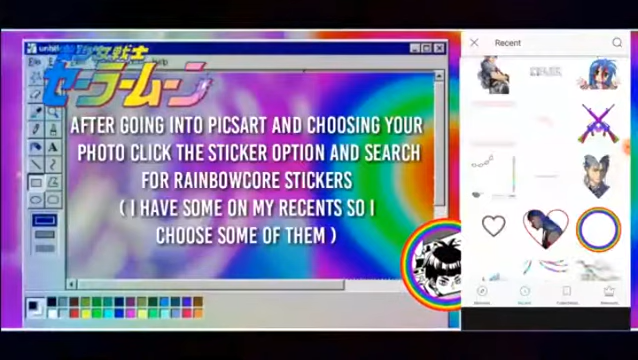 Recent
セーラームーン
AFTER GOING INTO PICSART AND CHOOSING YOUR
PHOTO CLICK THE STICKER OPTION AND SEARCH
FOR RAINBOWCORE STICKERS
( I HAVE SOME ON MY RECENTS SO I
CHOOSE SOME OF THEM )